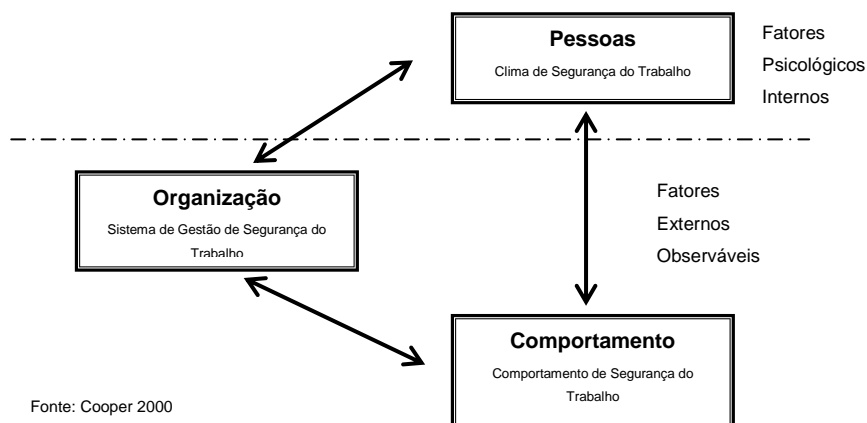 Pessoas
Clima de Segurança do Trabalho
Fatores
Psicológicos
Internos
Organização
Sistema de Gestão de Segurança do
Trabalho
Fatores
Externos
Observáveis
Comportamento
Comportamento de Segurança do
Trabalho
Fonte: Cooper 2000